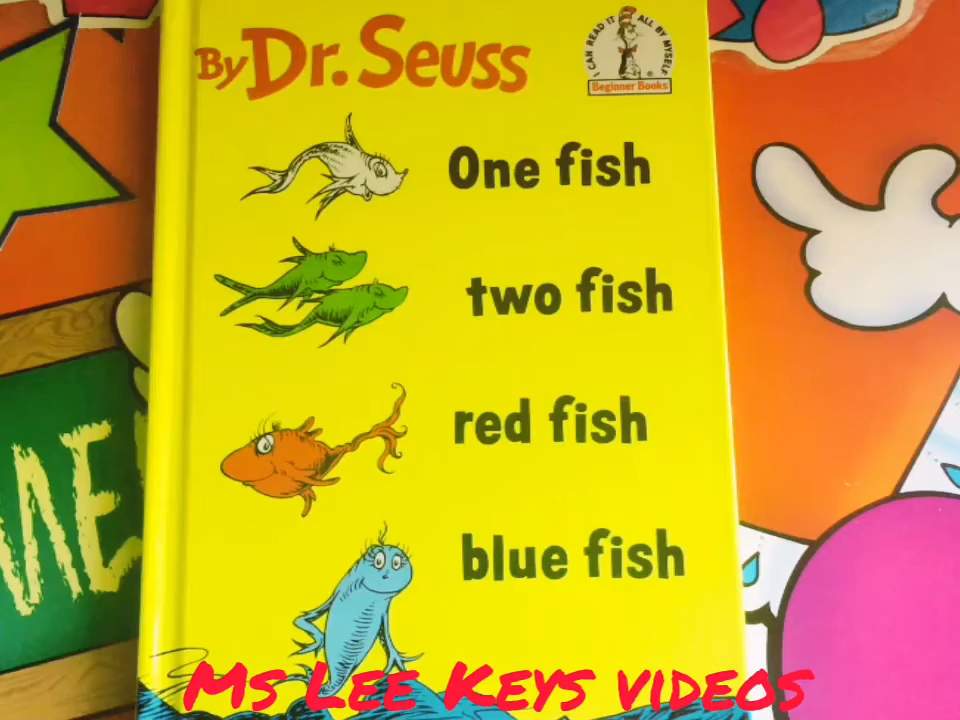 By Dr. Seuss
I CAN READ IT ALL BY MYSELF
Beginner Books
One fish
two fish
red fish
blue fish
ME
Ms Lee Keys videos